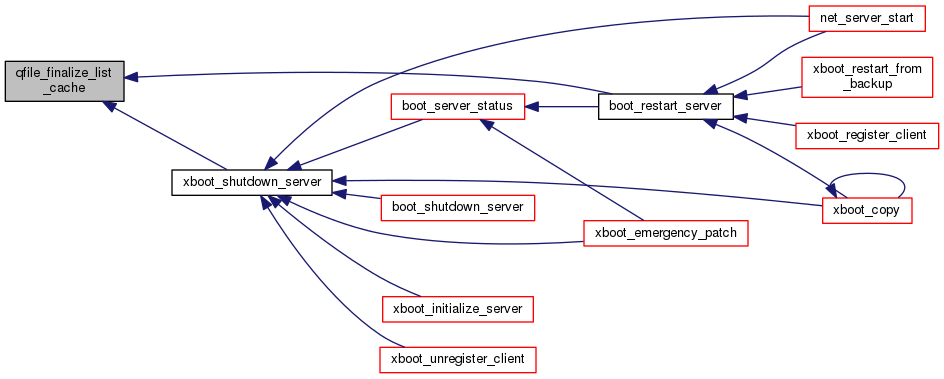 net_server_start
qfile_finalize_list
_cache
xboot_restart_from
_backup
boot_server_status
boot_restart_server
xboot_register_client
xboot_shutdown_server
boot_shutdown_server
xboot_copy
xboot_emergency_patch
xboot_initialize_server
xboot_unregister_client